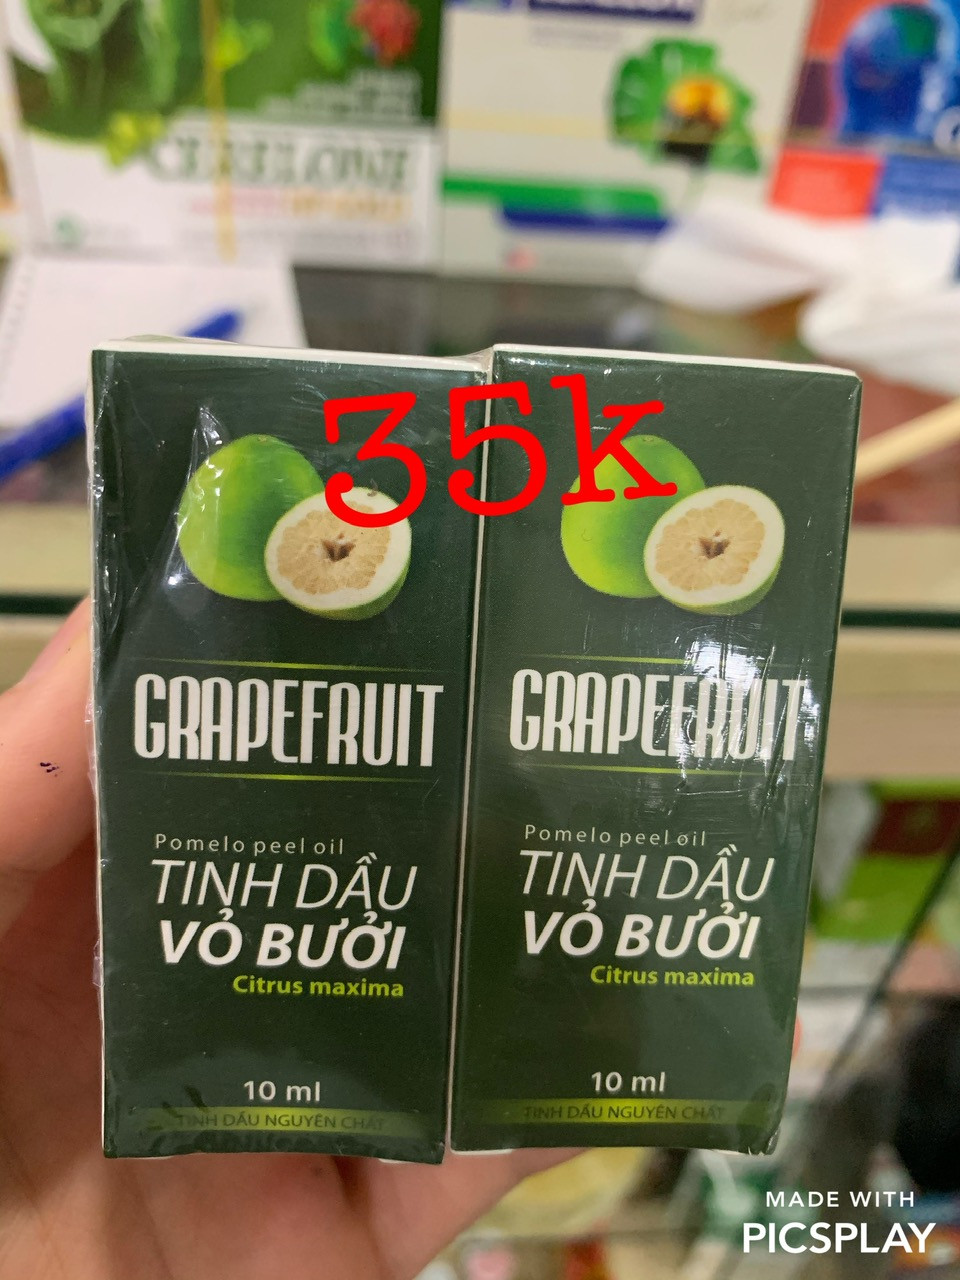 CERELONE
35k
GRAPEFRUIT
Pomelo peel oil
TINH DẦU
VỎ BƯỞI
Citrus maxima
10 ml
TINH DẦU NGUYÊN CHẤT
GRAPEFRUIT
Pomelo peel oil
TINH DẦU
VỎ BƯỞI
Citrus maxima
10 ml
TINH DẦU NGUYÊN CHẤT
MADE WITH
PICSPLAY